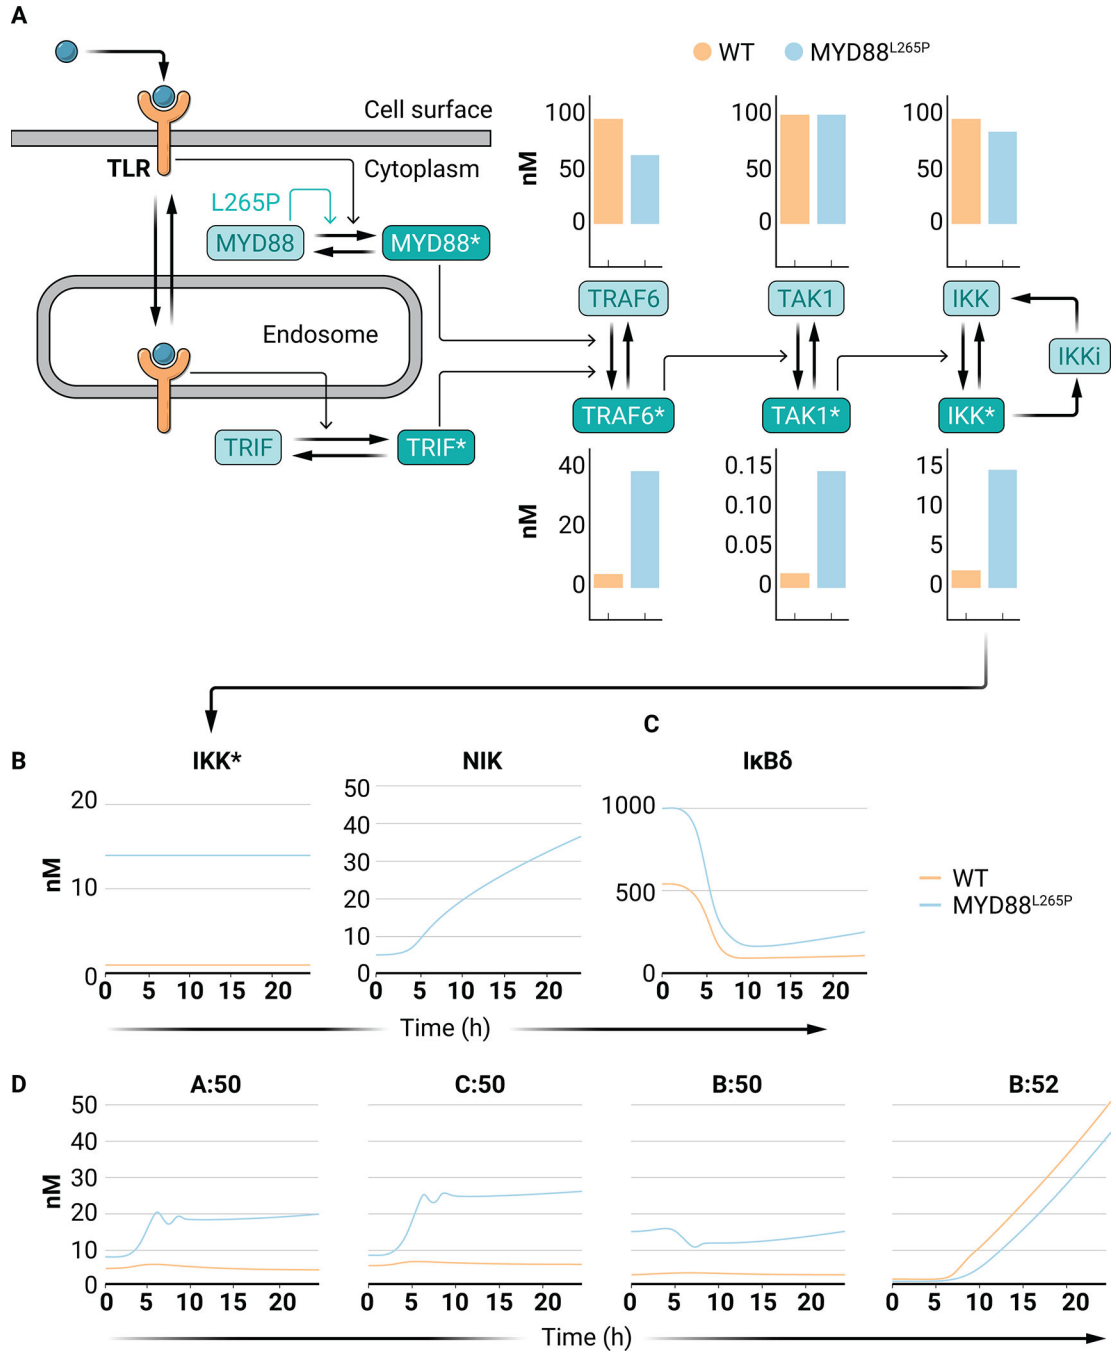 A
WT MYD88L265P
Cell surface
TLR Cytoplasm
L265P
MYD88 MYD88*
Endosome
TRIF TRIF*
nM
100
50
0
100
50
0
100
50
0
TRAF6 TAK1 IKK
IKKi
TRAF6* TAK1* IKK*
nM
40
20
0
0.15
0.10
0.05
0
15
10
5
0
B
IKK*
nM
20
10
0
0 5 10 15 20
NIK
50
40
30
20
10
0
0 5 10 15 20
C
IκBδ
1000
500
0
0 5 10 15 20
WT
MYD88L265P
Time (h)
D
A:50 C:50 B:50 B:52
nM
50
40
30
20
10
0
0 5 10 15 20 0 5 10 15 20 0 5 10 15 20 0 5 10 15 20
Time (h)